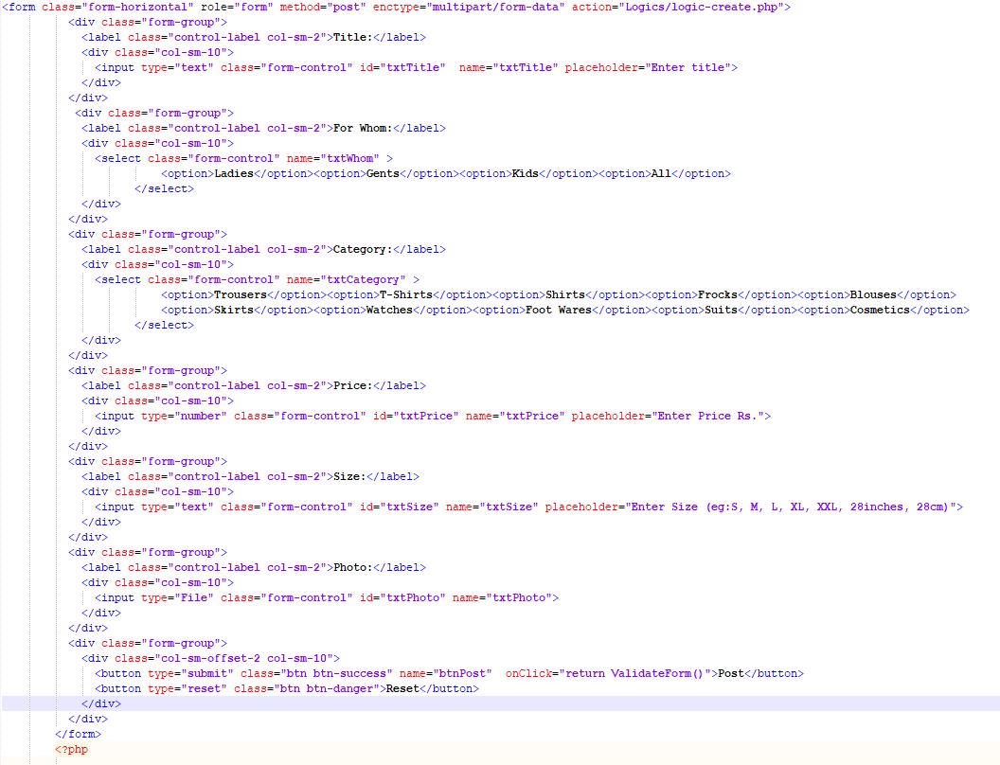 <form class="form-horizontal" role="form" method="post" enctype="multipart/form-data" action="Logics/logic-create.php">
<div class="form-group">
<label class="control-label col-sm-2">Title:</label>
<div class="col-sm-10">
<input type="text" class="form-control" id="txtTitle"  name="txtTitle" placeholder="Enter title">
</div>
</div>
<div class="form-group">
<label class="control-label col-sm-2">For Whom:</label>
<div class="col-sm-10">
<select class="form-control" name="txtWhom" >
<option>Ladies</option><option>Gents</option><option>Kids</option><option>All</option>
</select>
</div>
</div>
<div class="form-group">
<label class="control-label col-sm-2">Category:</label>
<div class="col-sm-10">
<select class="form-control" name="txtCategory" >
<option>Trousers</option><option>T-Shirts</option><option>Shirts</option><option>Frocks</option><option>Blouses</option>
<option>Skirts</option><option>Watches</option><option>Foot Wares</option><option>Suits</option><option>Cosmetics</option>
</select>
</div>
</div>
<div class="form-group">
<label class="control-label col-sm-2">Price:</label>
<div class="col-sm-10">
<input type="number" class="form-control" id="txtPrice" name="txtPrice" placeholder="Enter Price Rs.">
</div>
</div>
<div class="form-group">
<label class="control-label col-sm-2">Size:</label>
<div class="col-sm-10">
<input type="text" class="form-control" id="txtSize" name="txtSize" placeholder="Enter Size (eg:S, M, L, XL, XXL, 28inches, 28cm)">
</div>
</div>
<div class="form-group">
<label class="control-label col-sm-2">Photo:</label>
<div class="col-sm-10">
<input type="File" class="form-control" id="txtPhoto" name="txtPhoto">
</div>
</div>
<div class="form-group">
<div class="col-sm-offset-2 col-sm-10">
<button type="submit" class="btn btn-success" name="btnPost"  onClick="return ValidateForm()">Post</button>
<button type="reset" class="btn btn-danger">Reset</button>
</div>
</div>
</form>
<?php